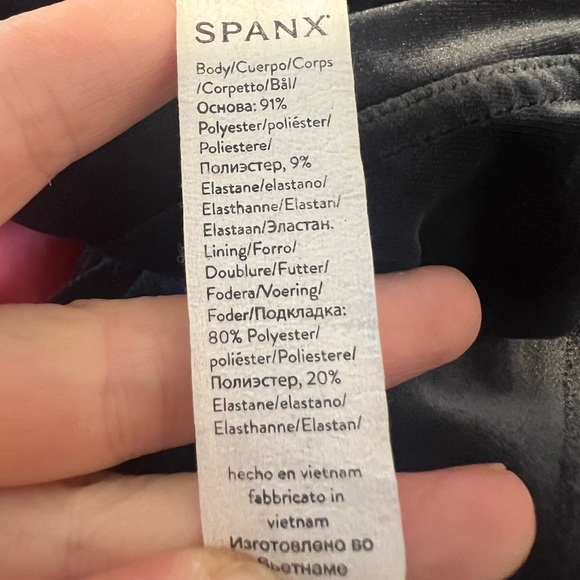 SPANX
Body/Cuerpo/Corps
/Corpetto/Bål/
Основа: 91%
Polyester/poliéster/
Poliestere/
Полиэстер, 9%
Elastane/elastano/
Elasthanne/Elastan/
Elastaan/Эластан.
Lining/Forro/
Doublure/Futter/
Fodera/Voering/
Foder/Подкладка:
80% Polyester/
poliéster/Poliestere/
Полиэстер, 20%
Elastane/elastano/
Elasthanne/Elastan/
hecho en vietnam
fabbricato in
vietnam
Изготовлено во
Вьетнаме